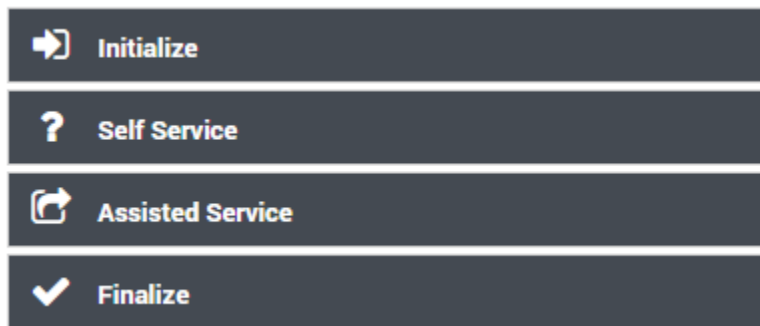 Initialize
Self Service
Assisted Service
Finalize